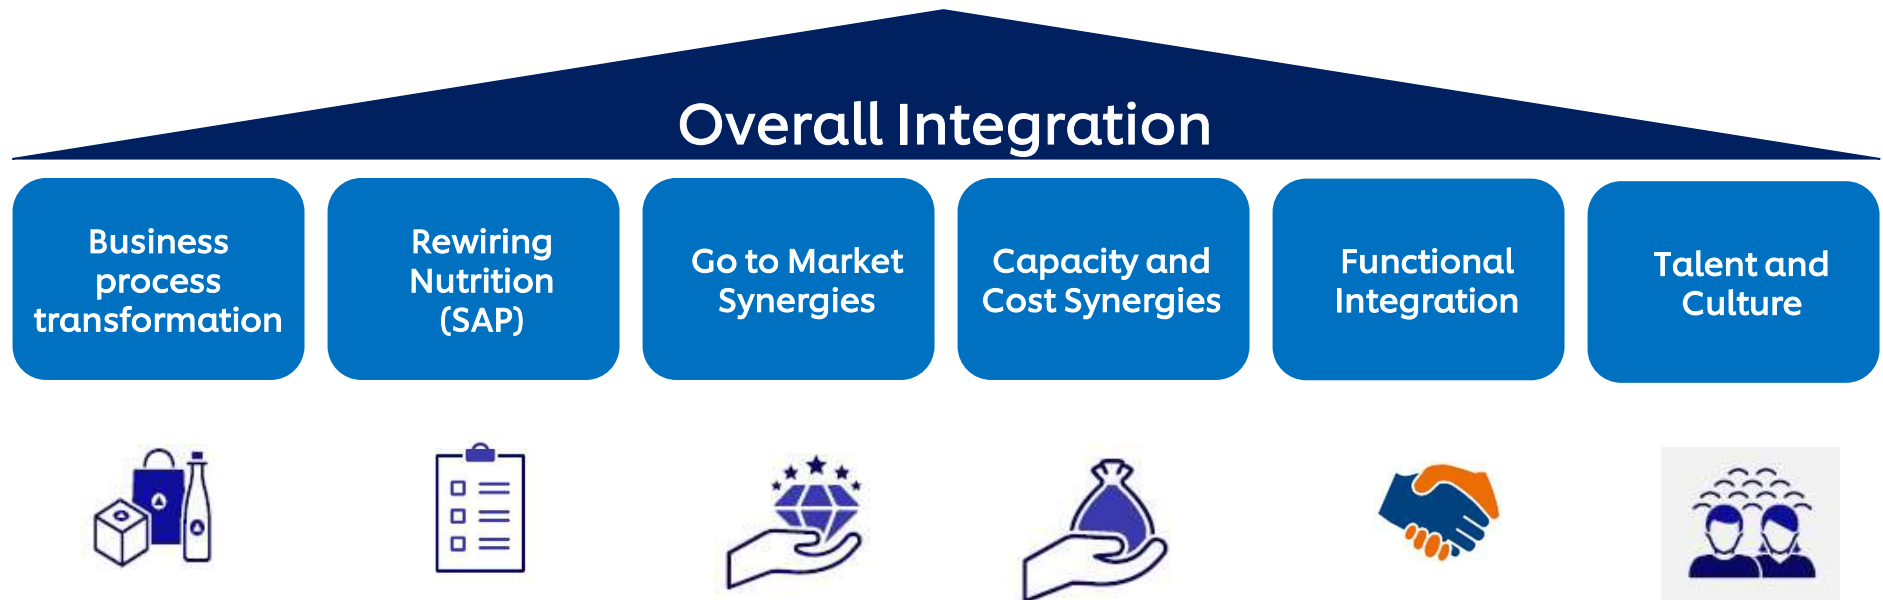 Overall Integration
Business
process
transformation
Rewiring
Nutrition
(SAP)
Go to Market
Synergies
Capacity and
Cost Synergies
Functional
Integration
Talent and
Culture